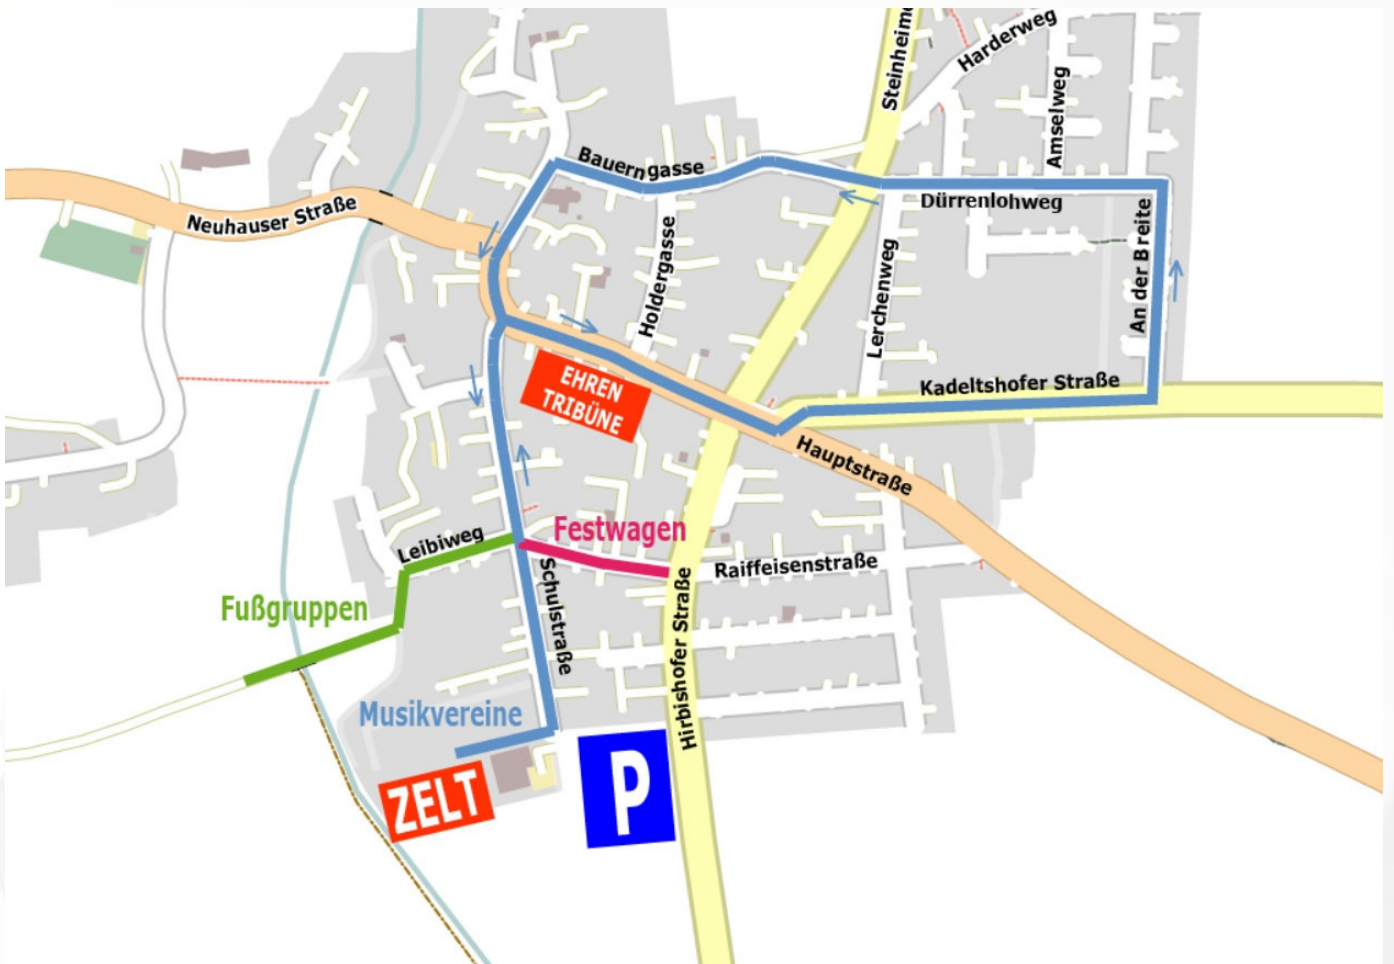 Steinheim
Harderweg
Amselweg
Bauerngasse
Dürrenlohweg
Neuhauser Straße
Holdergasse
Lerchenweg
An der Breite
EHREN
TRIBÜNE
Kadeltshofer Straße
Hauptstraße
Festwagen
Leibiweg
Raiffeisenstraße
Schulstraße
Fußgruppen
Hirbishofer Straße
Musikvereine
ZELT
P